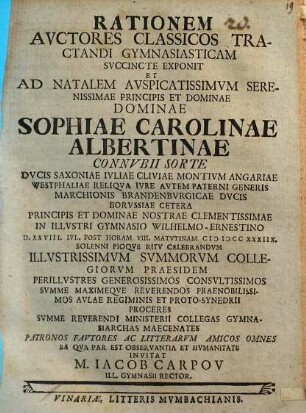 RATIONEM
AVCTORES CLASSICOS TRA-
CTANDI GYMNASIASTICAM
SVCCINCTE EXPONIT
ET
AD NATALEM AVSPICATISSIMVM SERE-
NISSIMAE PRINCIPIS ET DOMINAE
DOMINAE
SOPHIAE CAROLINAE
ALBERTINAE
CONNVBII SORTE
DVCIS SAXONIAE IVLIAE CLIVIAE MONTIVM ANGARIAE
WESTPHALIAE RELIQVA IVRE AVTEM PATERNI GENERIS
MARCHIONIS BRANDENBVRGICAE DVCIS
BORVSSIAE CETERA
PRINCIPIS ET DOMINAE NOSTRAE CLEMENTISSIMAE
IN ILLVSTRI GYMNASIO WILHELMO-ERNESTINO
D. XXVIII. IVL. POST HORAM VIII. MATVTINAM
SOLENNI PIOQVE RITV CELEBRANDVM
ILLVSTRISSIMVM SVMMORVM COLLE-
GIORVM PRAESIDEM
PERILLVSTRES GENEROSISSIMOS CONSVLTISSIMOS
SVMME MAXIMEQVE REVERENDOS PRAENOBILISSI-
MOS AVLAE REGIMINIS ET PROTO-SYNEDRII
PROCERES
SVMME REVERENDI MINISTERII COLLEGAS GYMNA-
SIARCHAS MAECENATES
PATRONOS FAVTORES AC LITTERARVM AMICOS OMNES
EA QVA PAR EST OBSERVANTIA ET HVMANITATE
INVITAT
M. IACOB CARPOV
ILL. GYMNASII RECTOR.
VINARIAE, LITTERIS MVMBACHIANIS.